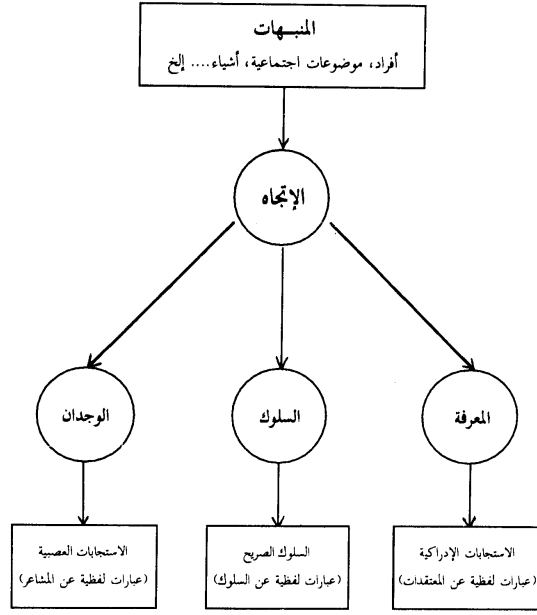 المنبـــهات
أفراد، موضوعات اجتماعية، أشياء.... إلخ
الإتجاه
المعرفة
السلوك
الوجدان
الاستجابات الإدراكية
(عبارات لفظية عن المعتقدات)
السلوك الصريح
(عبارات لفظية عن السلوك)
الاستجابات العصبية
(عبارات لفظية عن المشاعر)